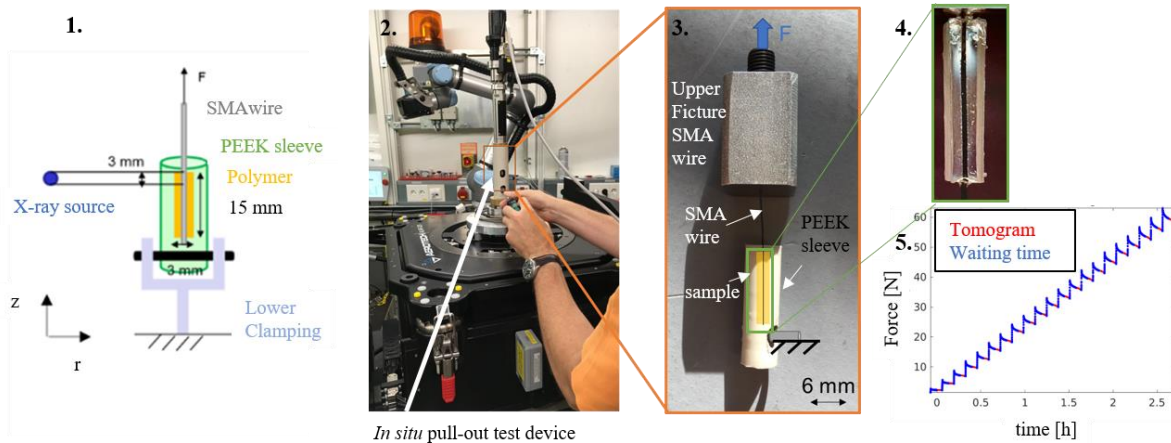 1.
F
SMAwire
3 mm
PEEK sleeve
Polymer
X-ray source
15 mm
3 mm
z
r
Lower
Clamping
2.
In situ pull-out test device
3.
F
Upper
Ficture
SMA
wire
SMA
wire
PEEK
sleeve
sample
6 mm
4.
5.
Tomogram
Waiting time
Force [N]
60
50
40
30
20
10
0 0.5 1 1.5 2 2.5
time [h]